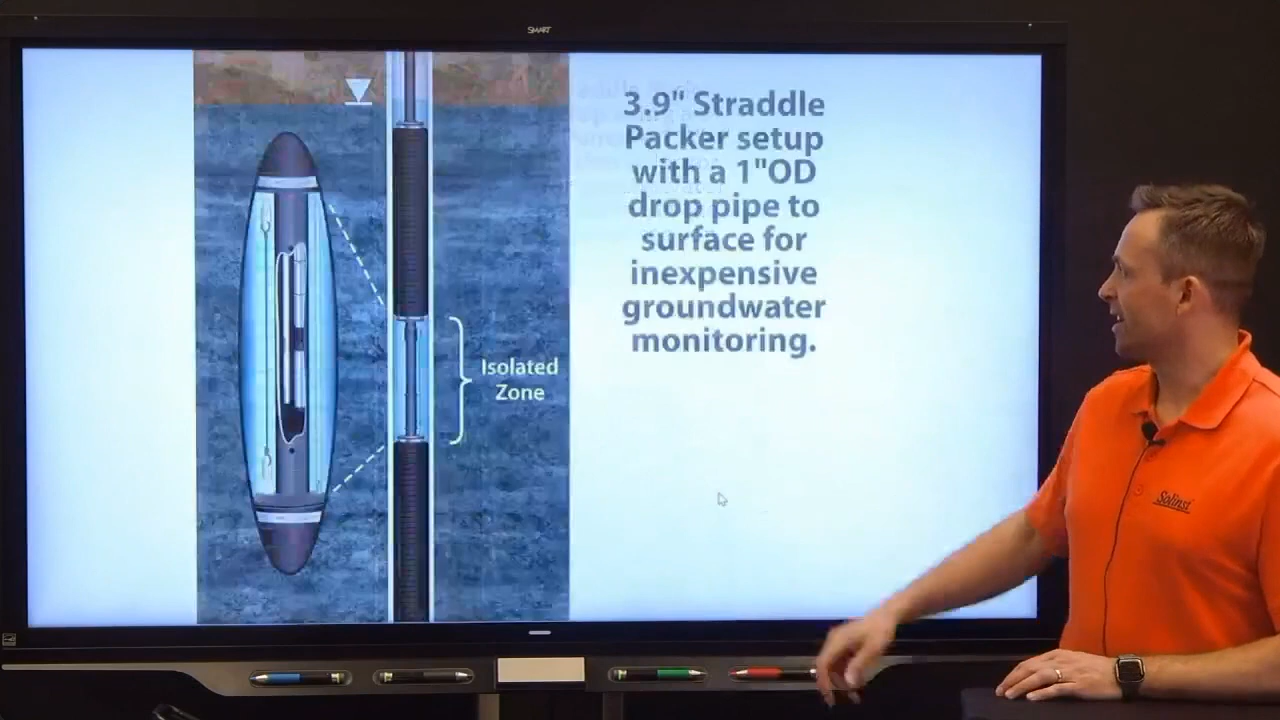 SMART
3.9" Straddle
Packer setup
with a 1"OD
drop pipe to
surface for
inexpensive
groundwater
monitoring.
Isolated
Zone
Solinst